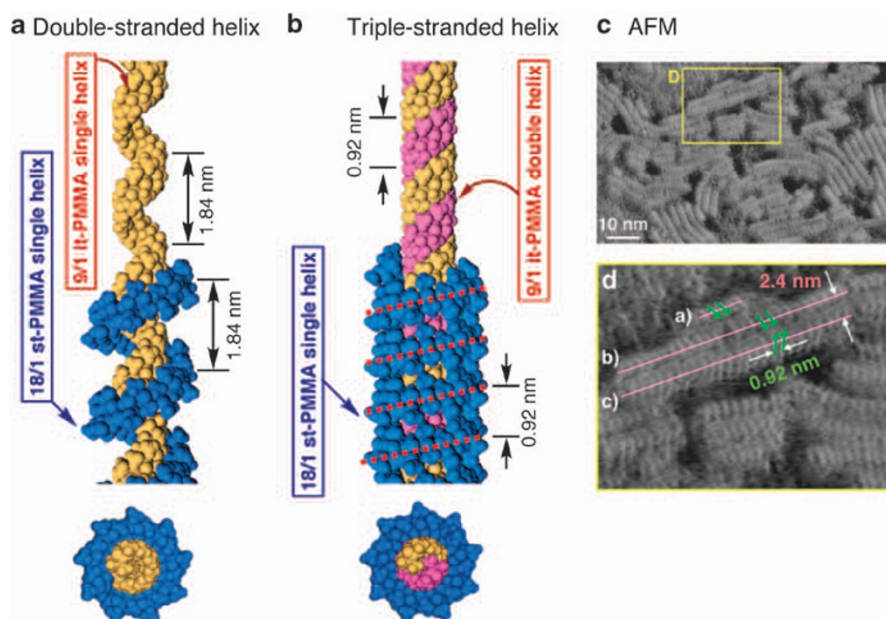 a Double-stranded helix
9/1 it-PMMA single helix
18/1 st-PMMA single helix
1.84 nm
1.84 nm
b Triple-stranded helix
0.92 nm
9/1 it-PMMA double helix
18/1 st-PMMA single helix
0.92 nm
c AFM
D
10 nm
d
2.4 nm
a)
b)
0.92 nm
c)